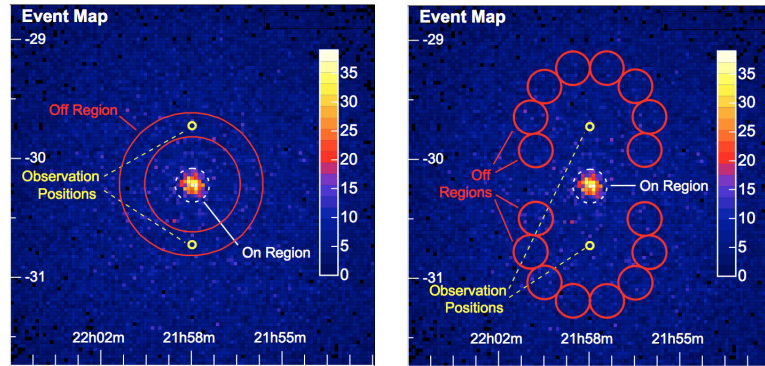 Event Map
-29
-30
-31
Off Region
Observation
Positions
On Region
35
30
25
20
15
10
5
0
22h02m
21h58m
21h55m
Event Map
-29
-30
-31
Off
Regions
On Region
Observation
Positions
35
30
25
20
15
10
5
0
22h02m
21h58m
21h55m